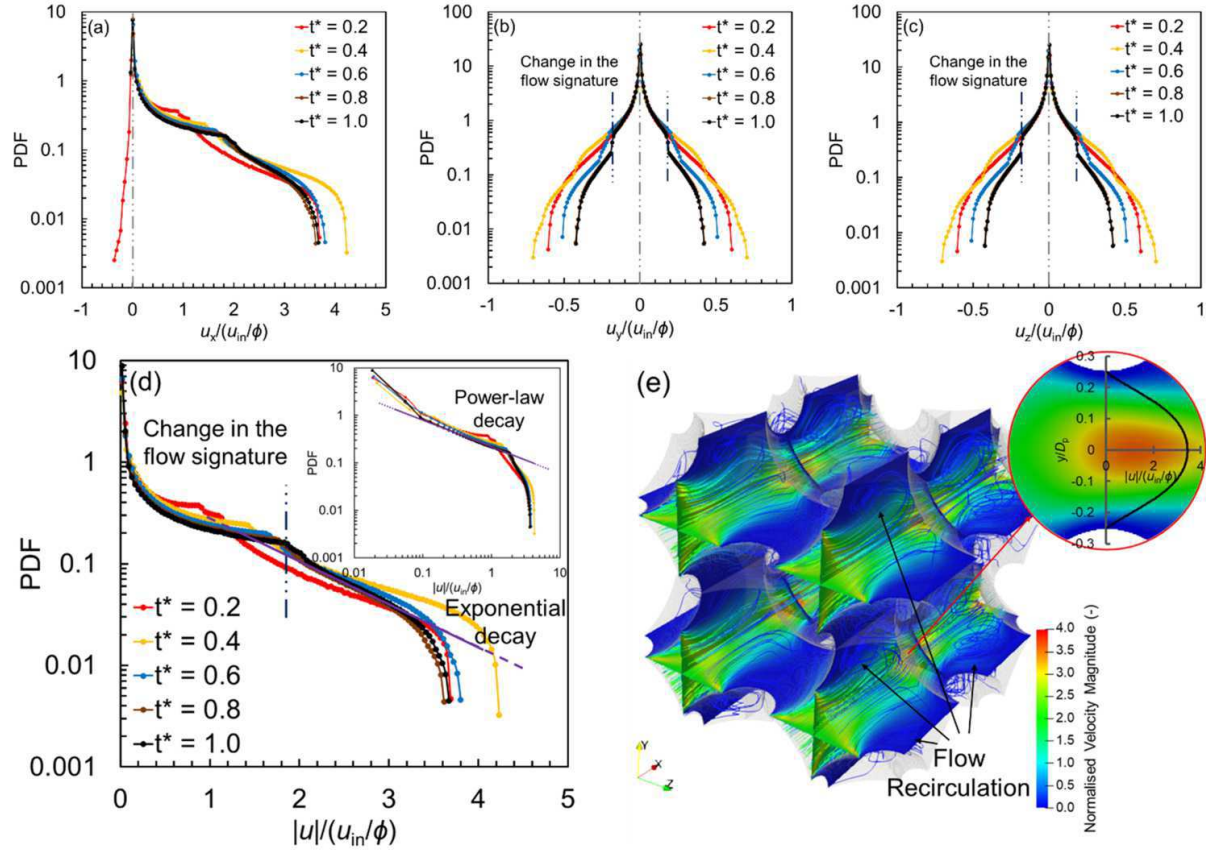 (a)
10
1
0.1
0.01
0.001
PDF
-1 0 1 2 3 4 5
uₓ/(u_in/ϕ)
t* = 0.2
t* = 0.4
t* = 0.6
t* = 0.8
t* = 1.0
(b)
100
10
1
0.1
0.01
0.001
PDF
-1 -0.5 0 0.5 1
u_y/(u_in/ϕ)
Change in the
flow signature
t* = 0.2
t* = 0.4
t* = 0.6
t* = 0.8
t* = 1.0
(c)
100
10
1
0.1
0.01
0.001
PDF
-1 -0.5 0 0.5 1
u_z/(u_in/ϕ)
Change in the
flow signature
t* = 0.2
t* = 0.4
t* = 0.6
t* = 0.8
t* = 1.0
(d)
10
1
0.1
0.01
0.001
PDF
0 1 2 3 4 5
|u|/(u_in/ϕ)
Change in the
flow signature
t* = 0.2
t* = 0.4
t* = 0.6
t* = 0.8
t* = 1.0
10
1
0.1
0.01
0.001
PDF
0.01 0.1 1 10
|u|/(u_in/ϕ)
Power-law
decay
Exponential
decay
(e)
0.3
0.2
0.1
0
-0.1
-0.2
-0.3
y/Dₚ
0 2 4
|u|/(u_in/ϕ)
Flow
Recirculation
Y
X
Z
4.0
3.5
3.0
2.5
2.0
1.5
1.0
0.5
0.0
Normalised Velocity Magnitude (-)